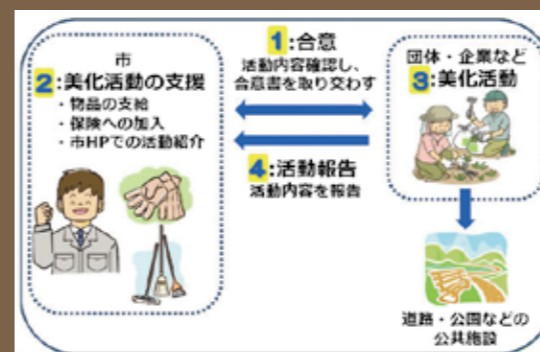 市
2:美化活動の支援
・物品の支給
・保険への加入
・市HPでの活動紹介
1:合意
活動内容確認し、
合意書を取り交わす
4:活動報告
活動内容を報告
団体・企業など
3:美化活動
道路・公園などの
公共施設